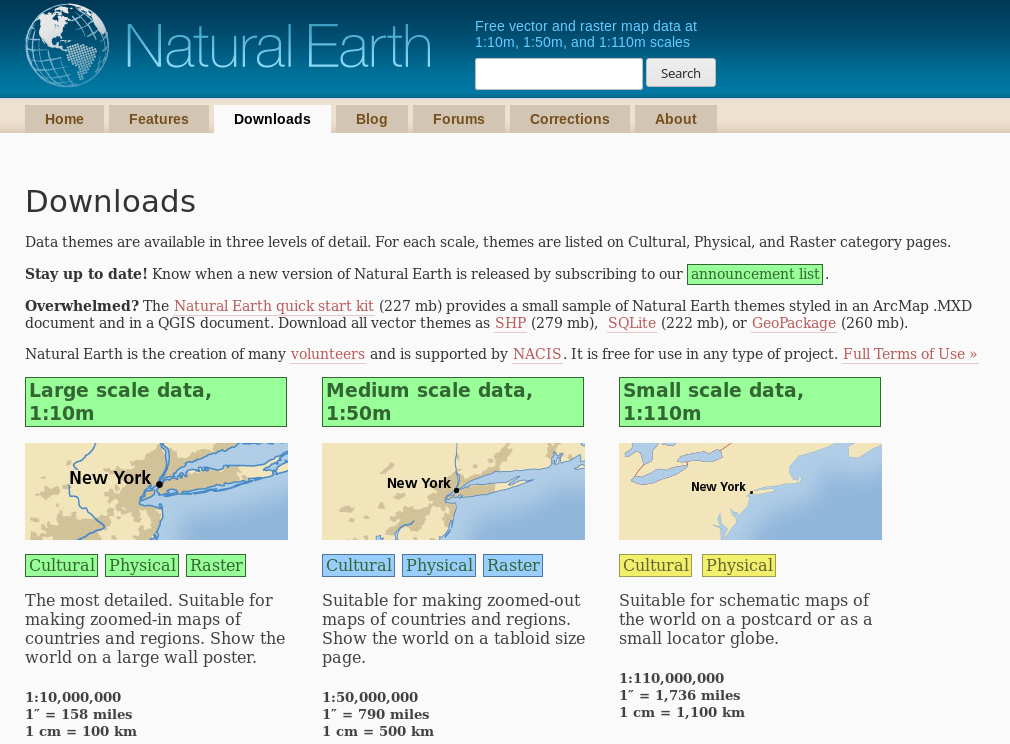 Natural Earth
Free vector and raster map data at
1:10m, 1:50m, and 1:110m scales
Search
Home Features Downloads Blog Forums Corrections About
Downloads
Data themes are available in three levels of detail. For each scale, themes are listed on Cultural, Physical, and Raster category pages.
Stay up to date! Know when a new version of Natural Earth is released by subscribing to our announcement list.
Overwhelmed? The Natural Earth quick start kit (227 mb) provides a small sample of Natural Earth themes styled in an ArcMap .MXD
document and in a QGIS document. Download all vector themes as SHP (279 mb), SQLite (222 mb), or GeoPackage (260 mb).
Natural Earth is the creation of many volunteers and is supported by NACIS. It is free for use in any type of project. Full Terms of Use »
Large scale data,
1:10m
New York
Cultural Physical Raster
The most detailed. Suitable for
making zoomed-in maps of
countries and regions. Show the
world on a large wall poster.
1:10,000,000
1″ = 158 miles
1 cm = 100 km
Medium scale data,
1:50m
New York
Cultural Physical Raster
Suitable for making zoomed-out
maps of countries and regions.
Show the world on a tabloid size
page.
1:50,000,000
1″ = 790 miles
1 cm = 500 km
Small scale data,
1:110m
New York
Cultural Physical
Suitable for schematic maps of
the world on a postcard or as a
small locator globe.
1:110,000,000
1″ = 1,736 miles
1 cm = 1,100 km